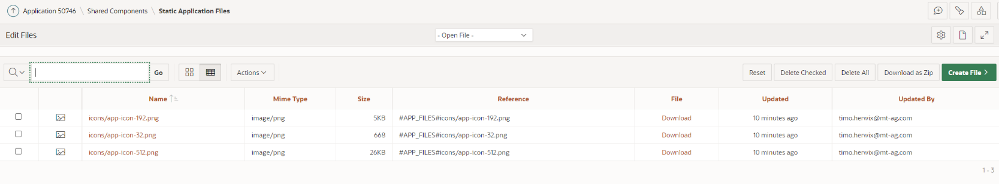 Application 50746 \ Shared Components \ Static Application Files
Edit Files - Open File -
Go Actions Reset Delete Checked Delete All Download as Zip Create File
Name Mime Type Size Reference File Updated Updated By
icons/app-icon-192.png image/png 5KB #APP_FILES#icons/app-icon-192.png Download 10 minutes ago timo.herwix@mt-ag.com
icons/app-icon-32.png image/png 668 #APP_FILES#icons/app-icon-32.png Download 10 minutes ago timo.herwix@mt-ag.com
icons/app-icon-512.png image/png 26KB #APP_FILES#icons/app-icon-512.png Download 10 minutes ago timo.herwix@mt-ag.com
1 - 3